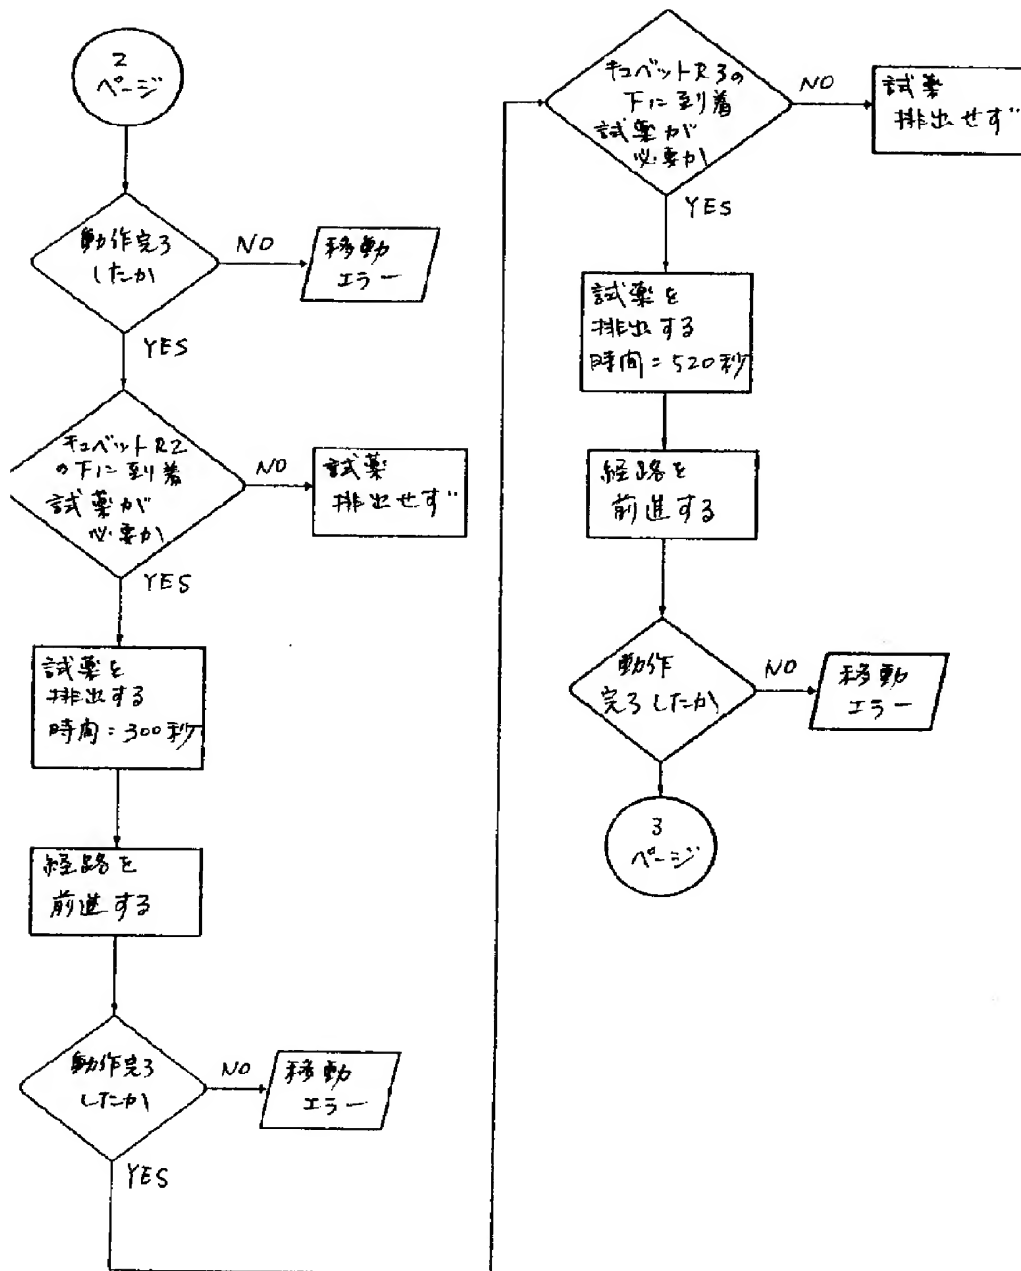 2
ページ
動作完了
したか
NO
移動
エラー
YES
キュベットR2
の下に到着
試薬が
必要か
NO
試薬
排出せず
YES
試薬を
排出する
時間=300秒
経路を
前進する
動作完了
したか
NO
移動
エラー
YES
キュベットR3の
下に到着
試薬が
必要か
NO
試薬
排出せず
YES
試薬を
排出する
時間=520秒
経路を
前進する
動作
完了したか
NO
移動
エラー
3
ページ